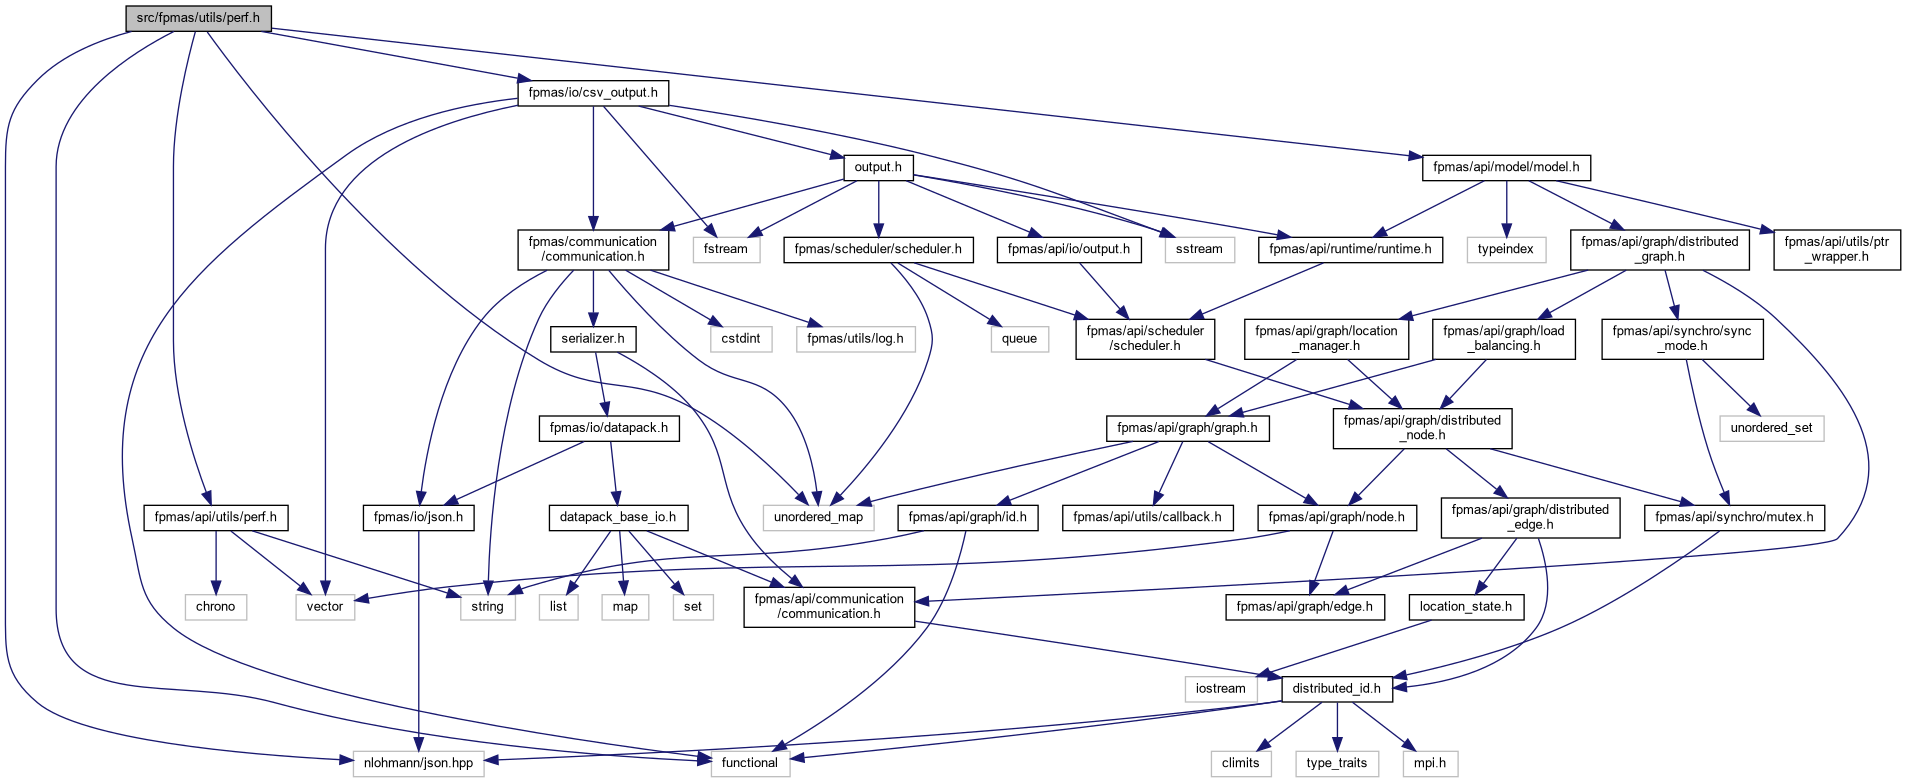 src/fpmas/utils/perf.h
fpmas/io/csv_output.h
output.h
fpmas/api/model/model.h
fpmas/communication
/communication.h
fstream
fpmas/scheduler/scheduler.h
fpmas/api/io/output.h
sstream
fpmas/api/runtime/runtime.h
typeindex
fpmas/api/graph/distributed
_graph.h
fpmas/api/utils/ptr
_wrapper.h
serializer.h
cstdint
fpmas/utils/log.h
queue
fpmas/api/scheduler
/scheduler.h
fpmas/api/graph/location
_manager.h
fpmas/api/graph/load
_balancing.h
fpmas/api/synchro/sync
_mode.h
fpmas/io/datapack.h
fpmas/api/graph/graph.h
fpmas/api/graph/distributed
_node.h
unordered_set
fpmas/api/utils/perf.h
fpmas/io/json.h
datapack_base_io.h
unordered_map
fpmas/api/graph/id.h
fpmas/api/utils/callback.h
fpmas/api/graph/node.h
fpmas/api/graph/distributed
_edge.h
fpmas/api/synchro/mutex.h
chrono
vector
string
list
map
set
fpmas/api/communication
/communication.h
fpmas/api/graph/edge.h
location_state.h
iostream
distributed_id.h
nlohmann/json.hpp
functional
climits
type_traits
mpi.h